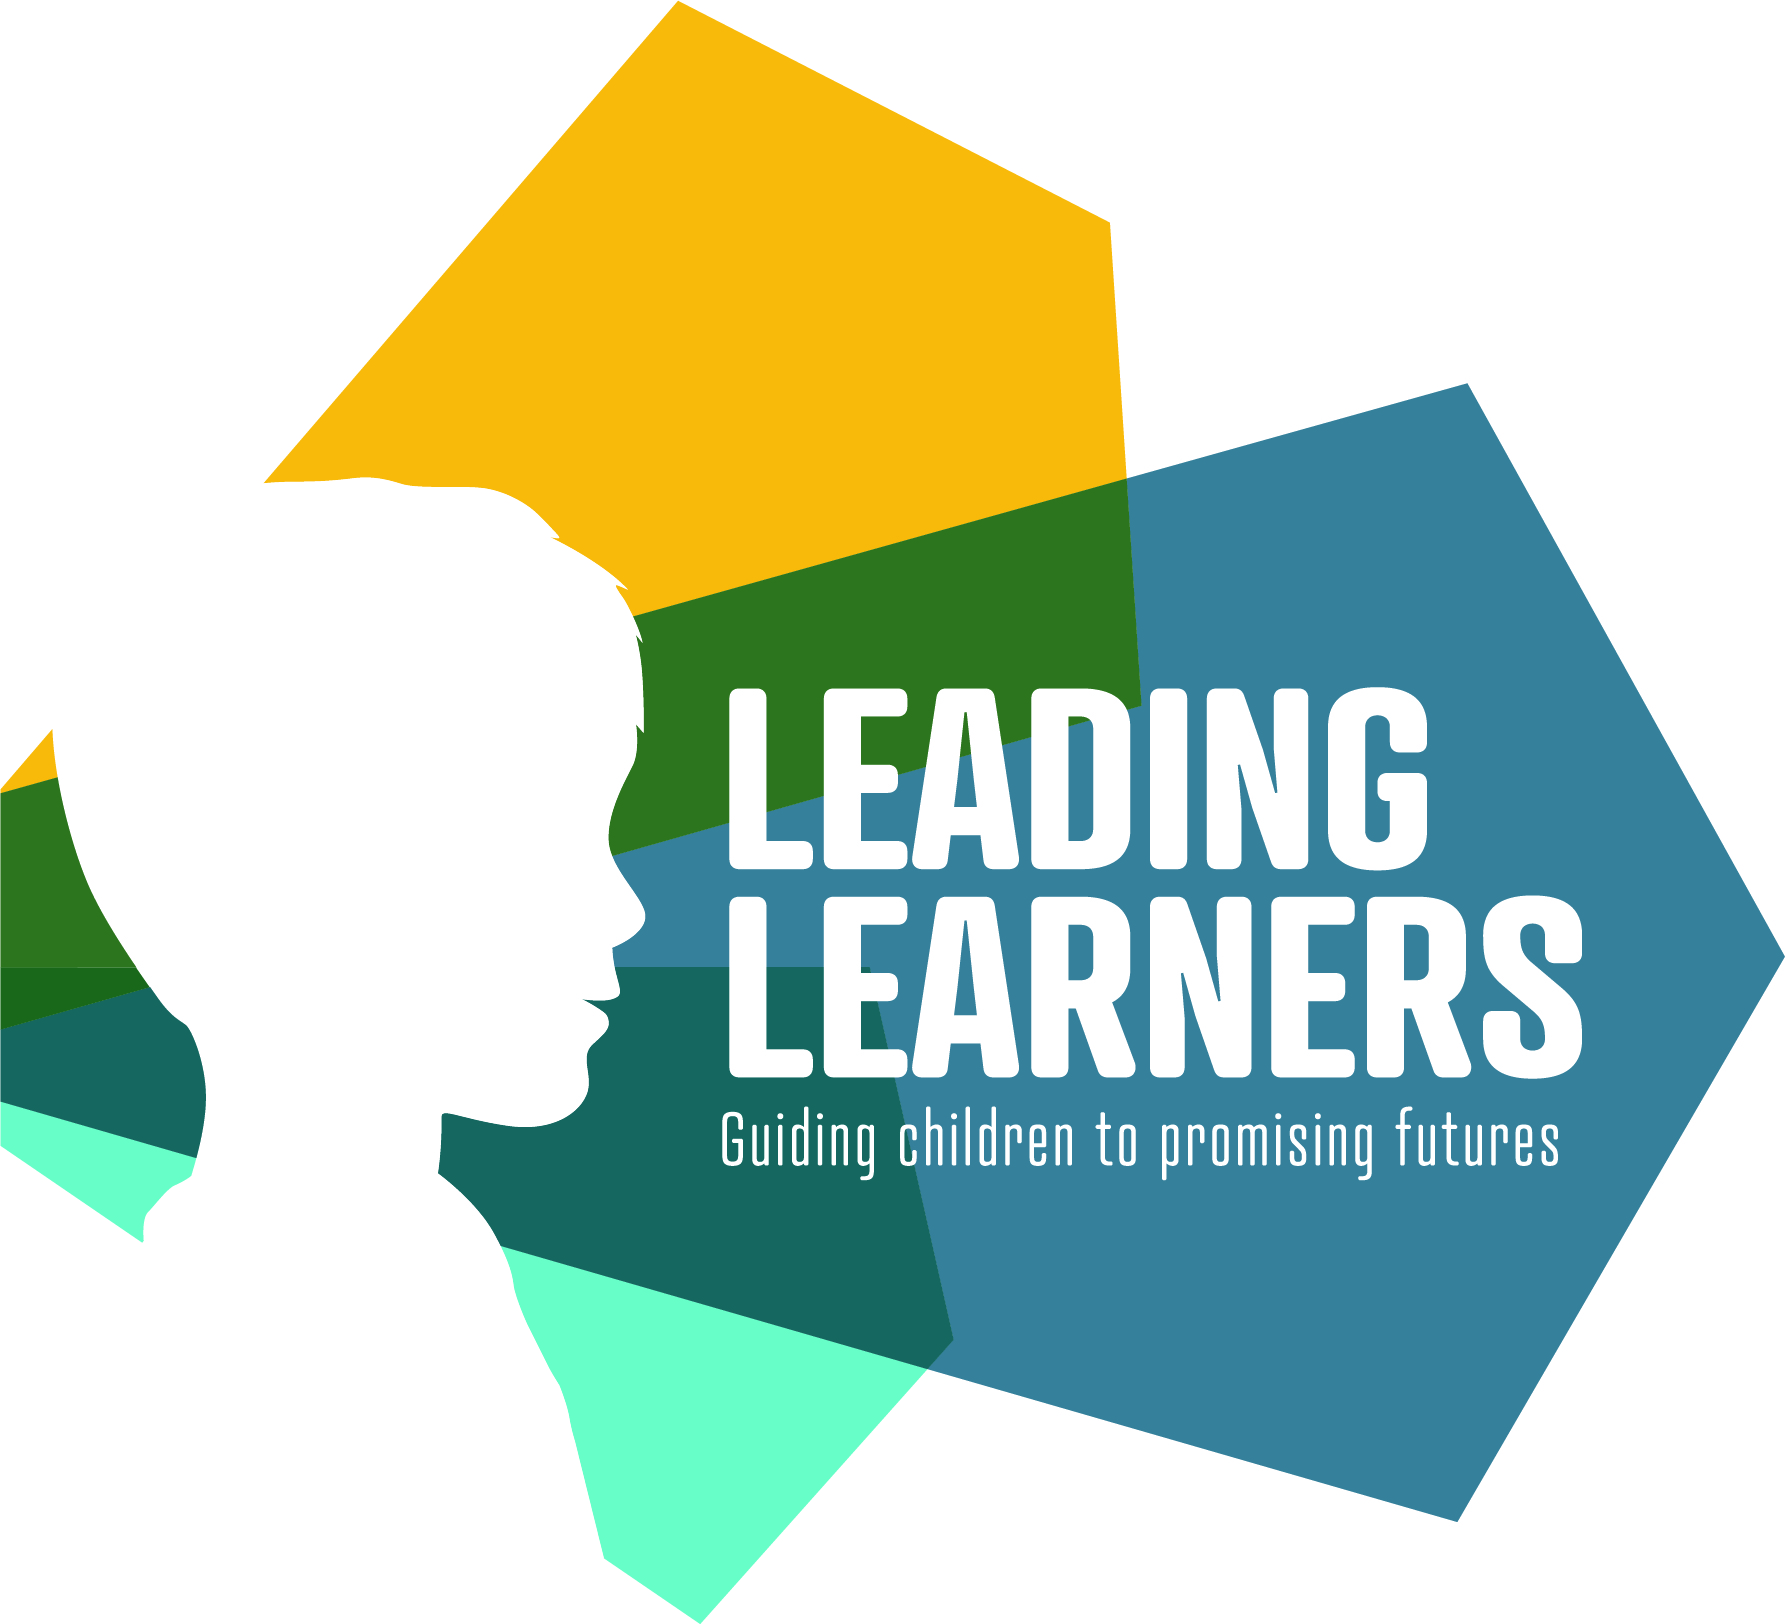 LEADING
LEARNERS
Guiding children to promising futures